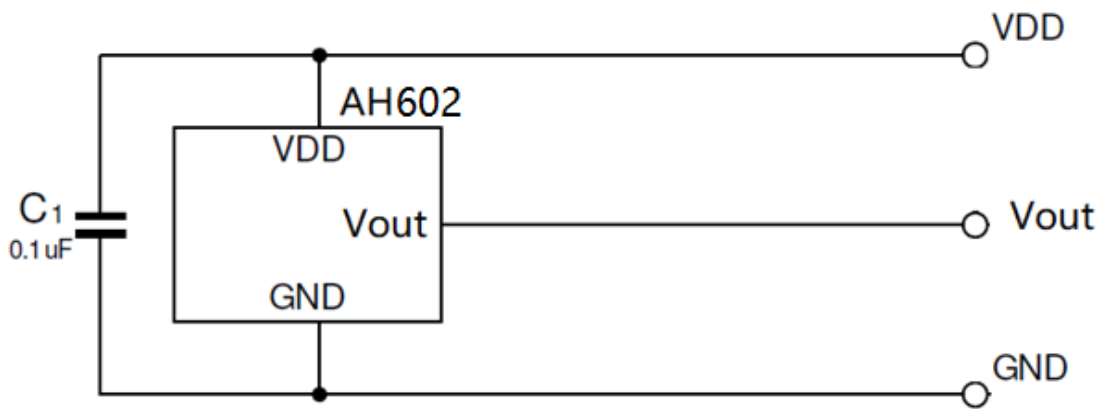 VDD
AH602
VDD
C1
0.1uF
Vout
Vout
GND
GND